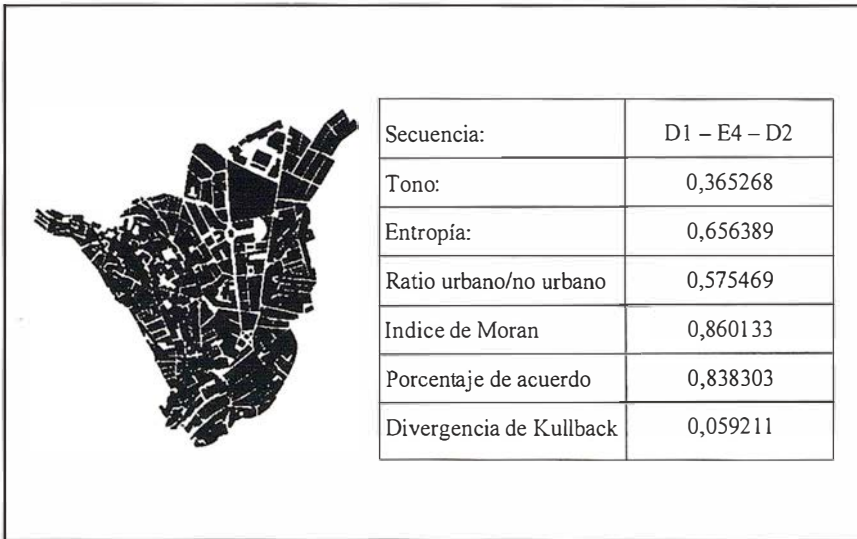 Secuencia: D1 – E4 – D2
Tono: 0,365268
Entropía: 0,656389
Ratio urbano/no urbano 0,575469
Indice de Moran 0,860133
Porcentaje de acuerdo 0,838303
Divergencia de Kullback 0,059211